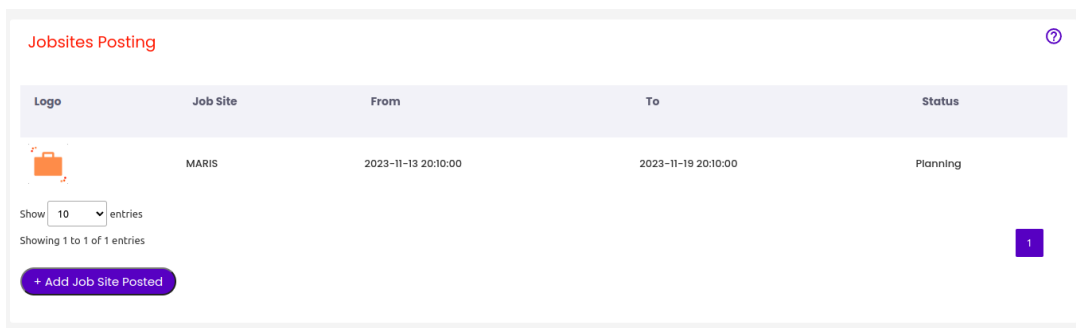 Jobsites Posting
Logo Job Site From To Status
MARIS 2023-11-13 20:10:00 2023-11-19 20:10:00 Planning
Show 10 entries
Showing 1 to 1 of 1 entries
1
+ Add Job Site Posted